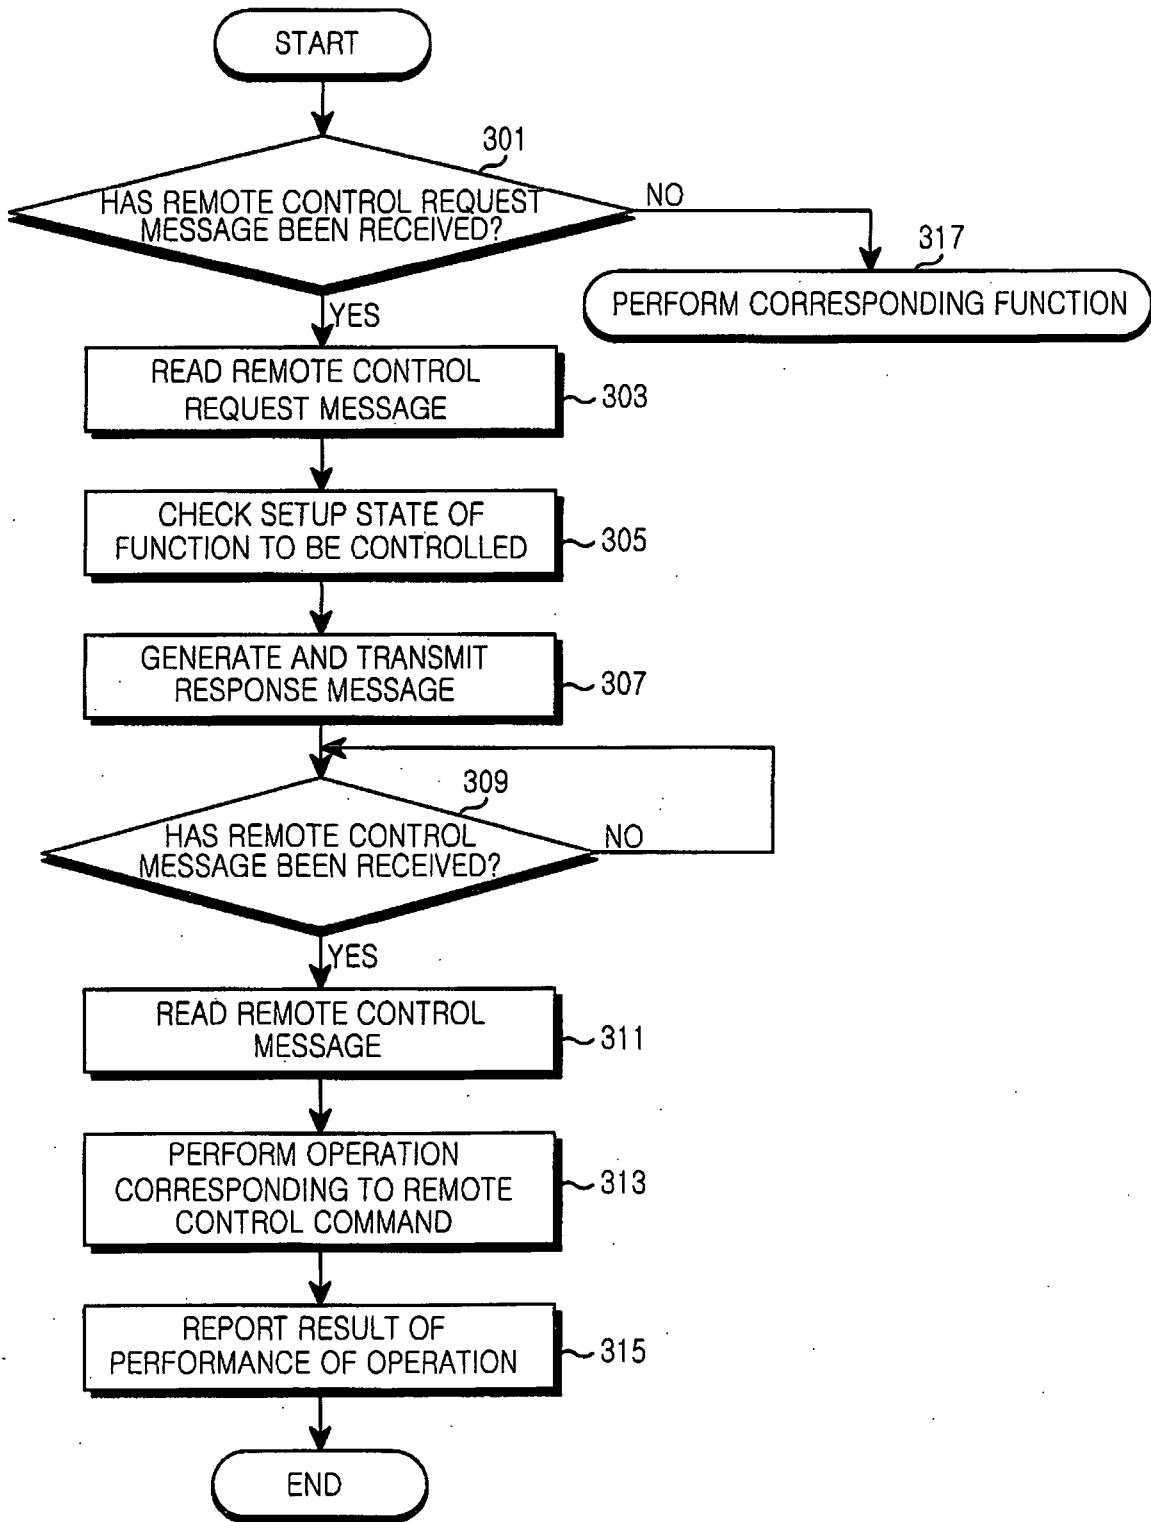 START
301
HAS REMOTE CONTROL REQUEST
MESSAGE BEEN RECEIVED?
NO
317
PERFORM CORRESPONDING FUNCTION
YES
READ REMOTE CONTROL
REQUEST MESSAGE
303
CHECK SETUP STATE OF
FUNCTION TO BE CONTROLLED
305
GENERATE AND TRANSMIT
RESPONSE MESSAGE
307
309
HAS REMOTE CONTROL
MESSAGE BEEN RECEIVED?
NO
YES
READ REMOTE CONTROL
MESSAGE
311
PERFORM OPERATION
CORRESPONDING TO REMOTE
CONTROL COMMAND
313
REPORT RESULT OF
PERFORMANCE OF OPERATION
315
END